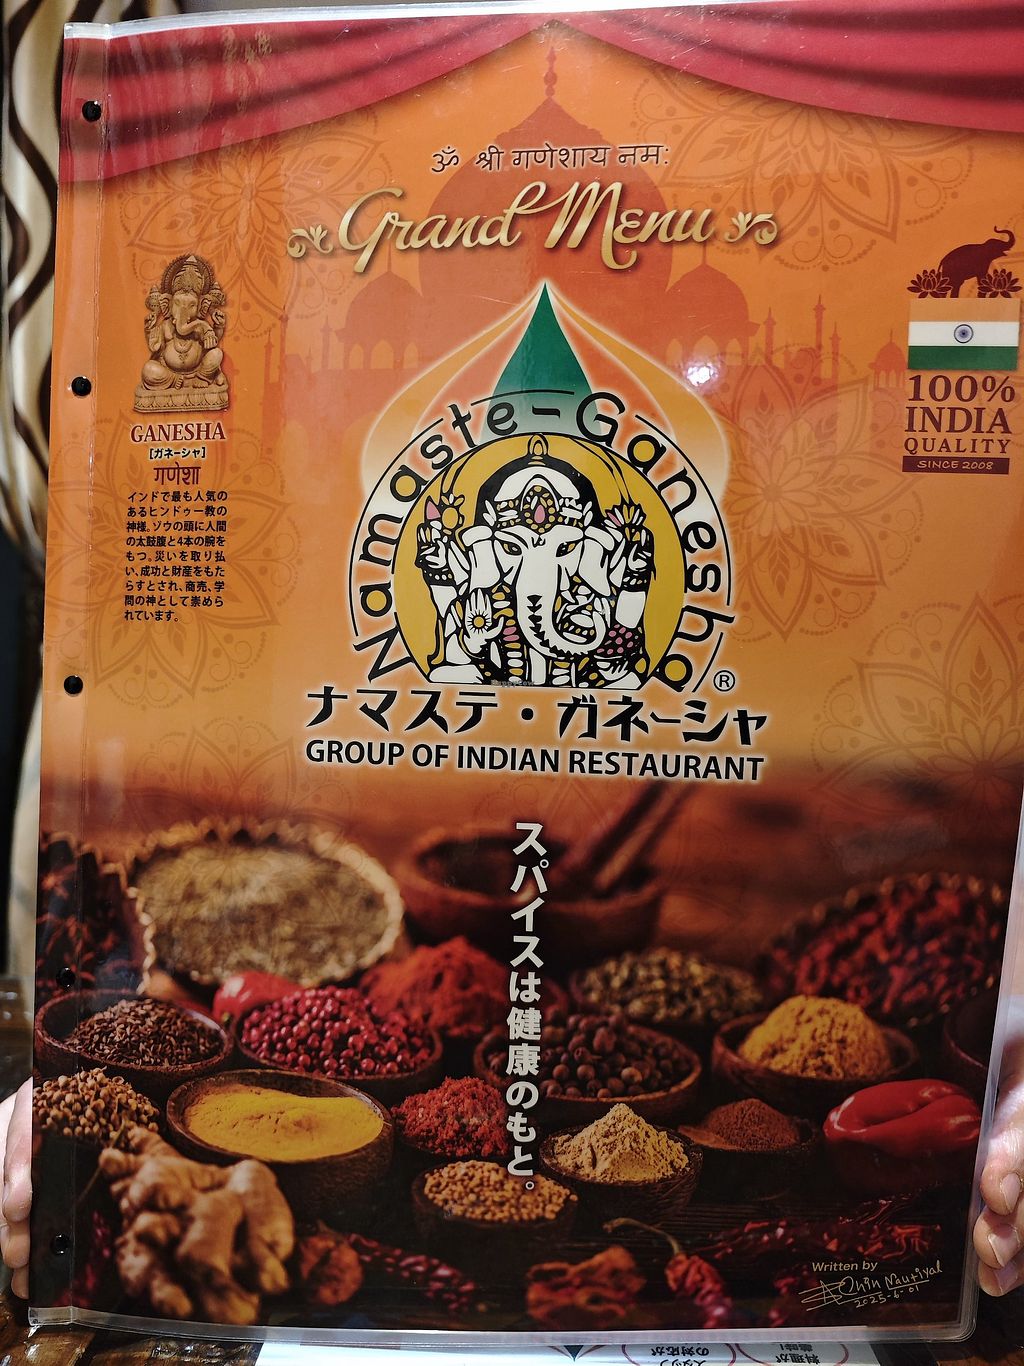 ॐ श्री गणेशाय नमः
Grand Menu
GANESHA
[ガネーシャ]
गणेशा
インドで最も人気の
あるヒンドゥー教の
神様。ゾウの頭に人間
の太鼓腹と4本の腕を
もつ。災いを取り払
い、成功と財産をもた
らすとされ、商売、学
問の神として崇めら
れています。
100%
INDIA
QUALITY
SINCE 2008
Namaste-Ganesha
®
ナマステ・ガネーシャ
GROUP OF INDIAN RESTAURANT
スパイスは健康のもと。
Written by
Nautiyal
2025-6-01